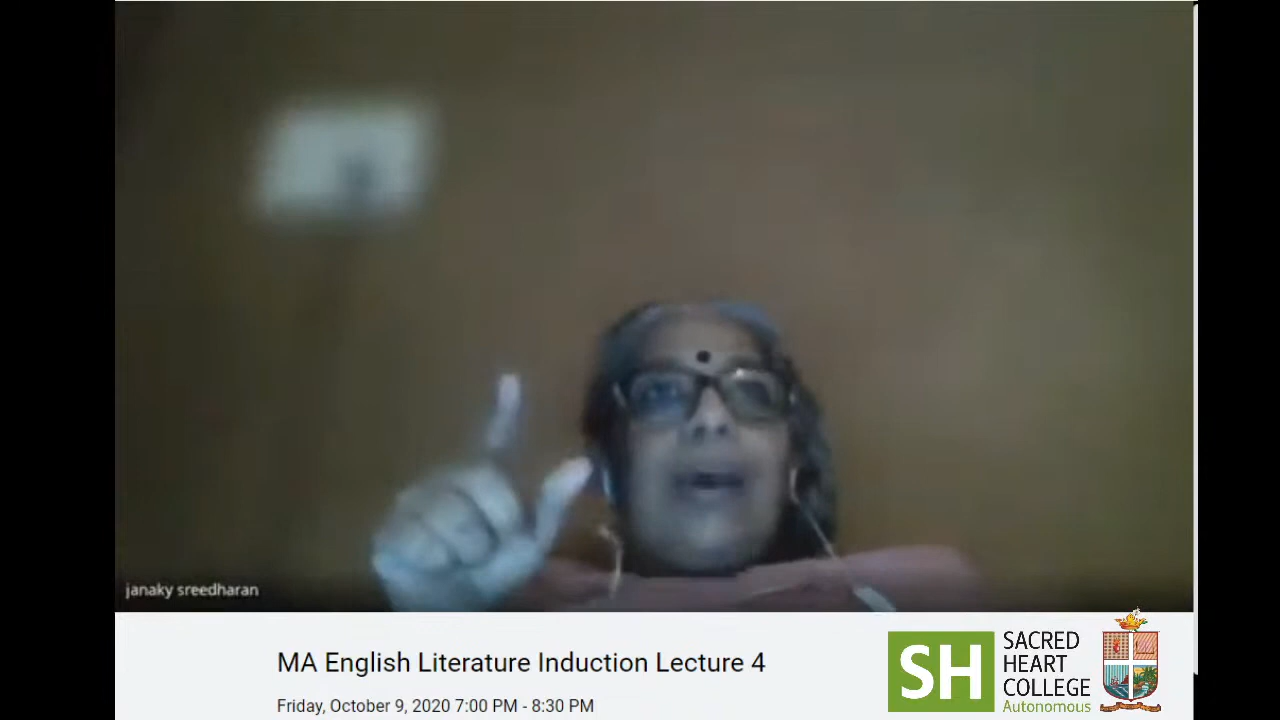 janaky sreedharan
MA English Literature Induction Lecture 4
Friday, October 9, 2020 7:00 PM - 8:30 PM
SH
SACRED
HEART
COLLEGE
Autonomous